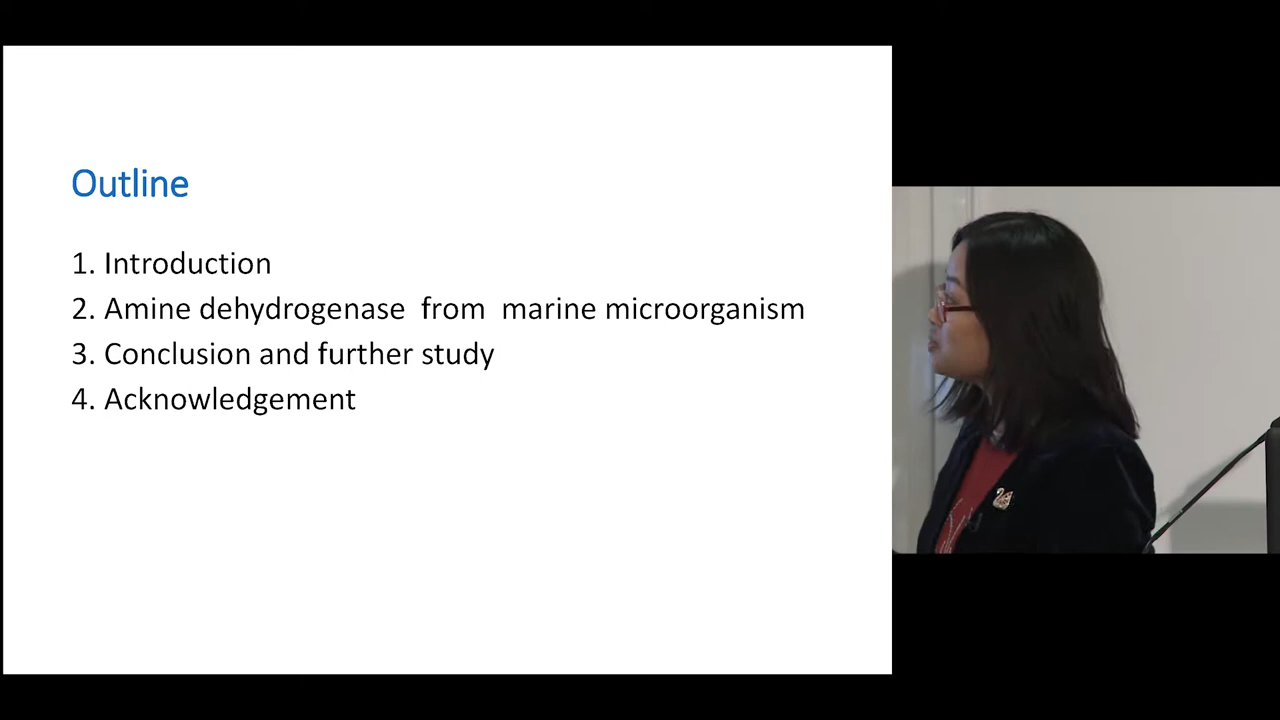 Outline
1. Introduction
2. Amine dehydrogenase from marine microorganism
3. Conclusion and further study
4. Acknowledgement